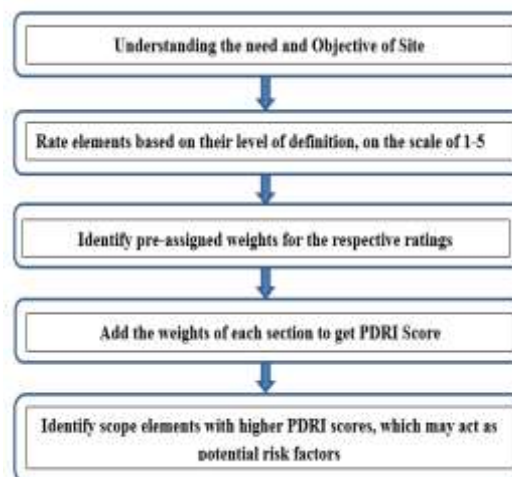 Understanding the need and Objective of Site
Rate elements based on their level of definition, on the scale of 1-5
Identify pre-assigned weights for the respective ratings
Add the weights of each section to get PDRI Score
Identify scope elements with higher PDRI scores, which may act as
potential risk factors